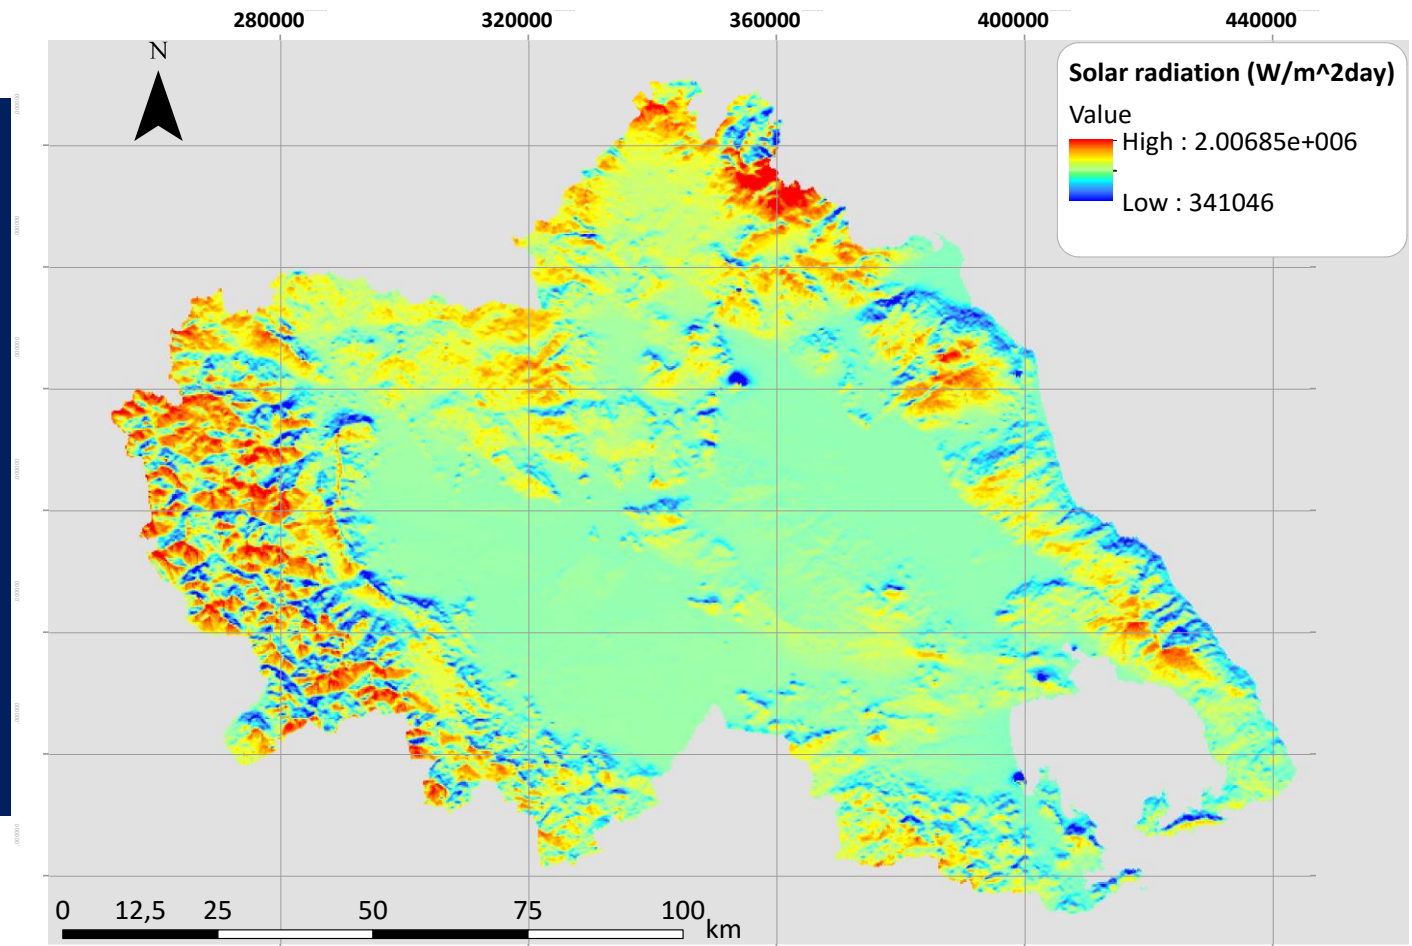 280000 320000 360000 400000 440000
N
Solar radiation (W/m^2day)
Value
High : 2.00685e+006
Low : 341046
0 12,5 25 50 75 100 km